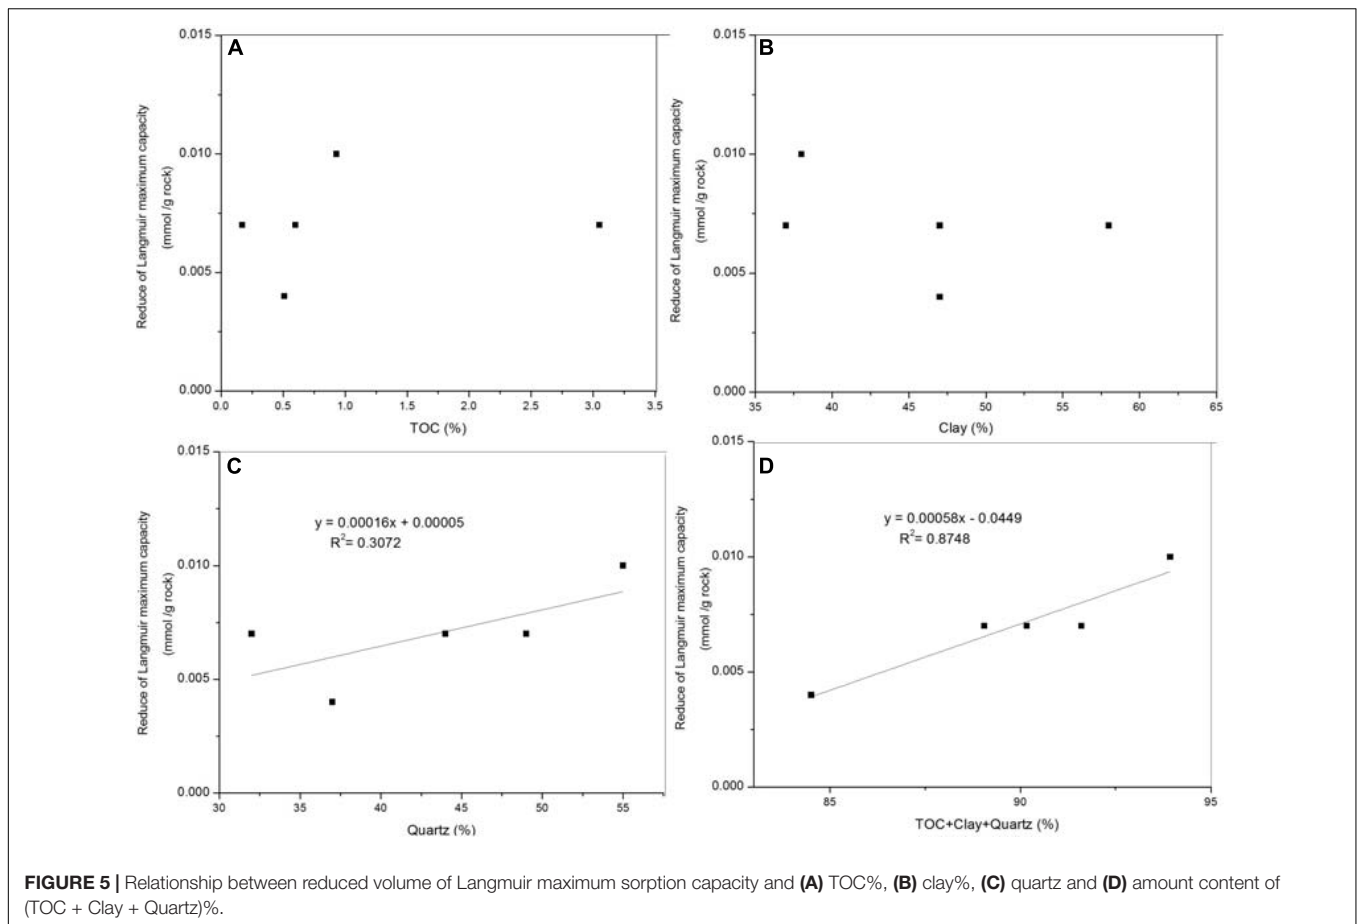 A
0.015
0.010
0.005
0.000
Reduce of Langmuir maximum capacity
(mmol /g rock)
0.0 0.5 1.0 1.5 2.0 2.5 3.0 3.5
TOC (%)
B
0.015
0.010
0.005
0.000
Reduce of Langmuir maximum capacity
(mmol /g rock)
35 40 45 50 55 60 65
Clay (%)
C
0.015
0.010
0.005
0.000
Reduce of Langmuir maximum capacity
(mmol /g rock)
y = 0.00016x + 0.00005
R²= 0.3072
30 35 40 45 50 55
Quartz (%)
D
0.015
0.010
0.005
0.000
Reduce of Langmuir maximum capacity
(mmol /g rock)
y = 0.00058x - 0.0449
R²= 0.8748
85 90 95
TOC+Clay+Quartz (%)
FIGURE 5 | Relationship between reduced volume of Langmuir maximum sorption capacity and (A) TOC%, (B) clay%, (C) quartz and (D) amount content of
(TOC + Clay + Quartz)%.